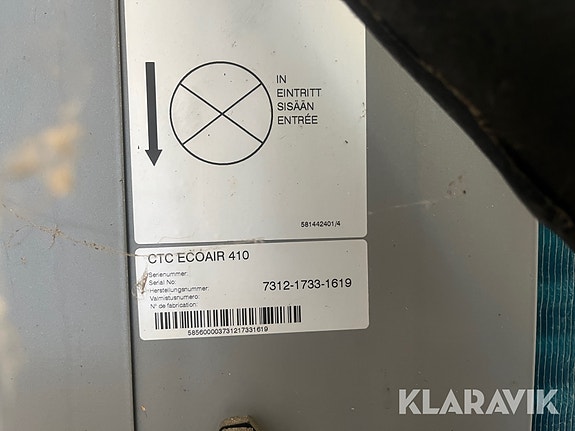 IN
EINTRITT
SISÄÄN
ENTRÉE
581442401/4
CTC ECOAIR 410
Serienummer:
Serial No:
Herstellungsnummer:
Valmistusnumero:
N° de fabrication:
7312-1733-1619
585600003731217331619
KLARAVIK